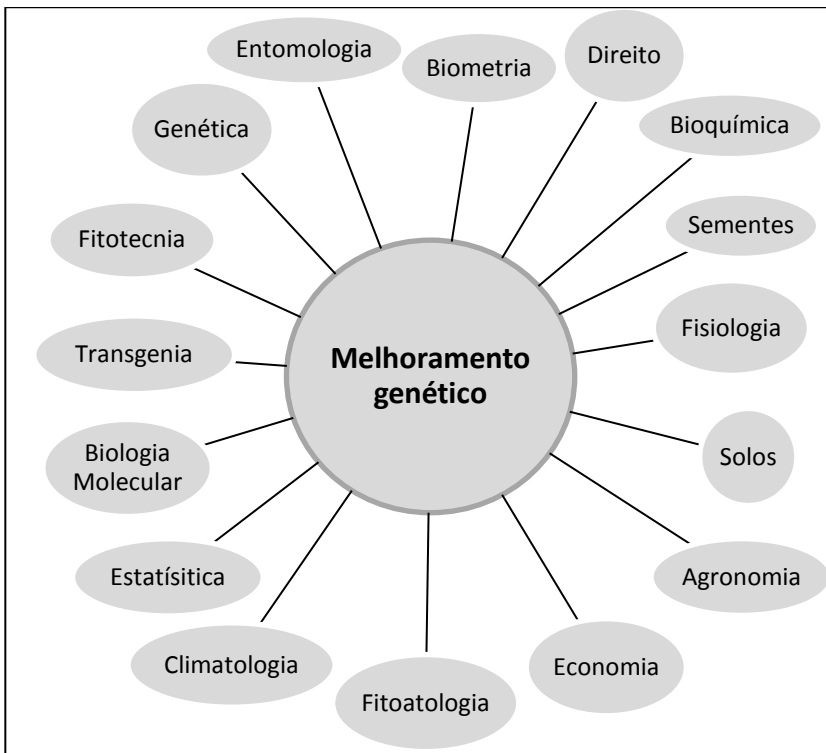 Entomologia
Biometria
Direito
Genética
Bioquímica
Sementes
Fitotecnia
Fisiologia
Transgenia
Melhoramento
genético
Biologia
Molecular
Solos
Estatísitica
Agronomia
Climatologia
Economia
Fitoatologia